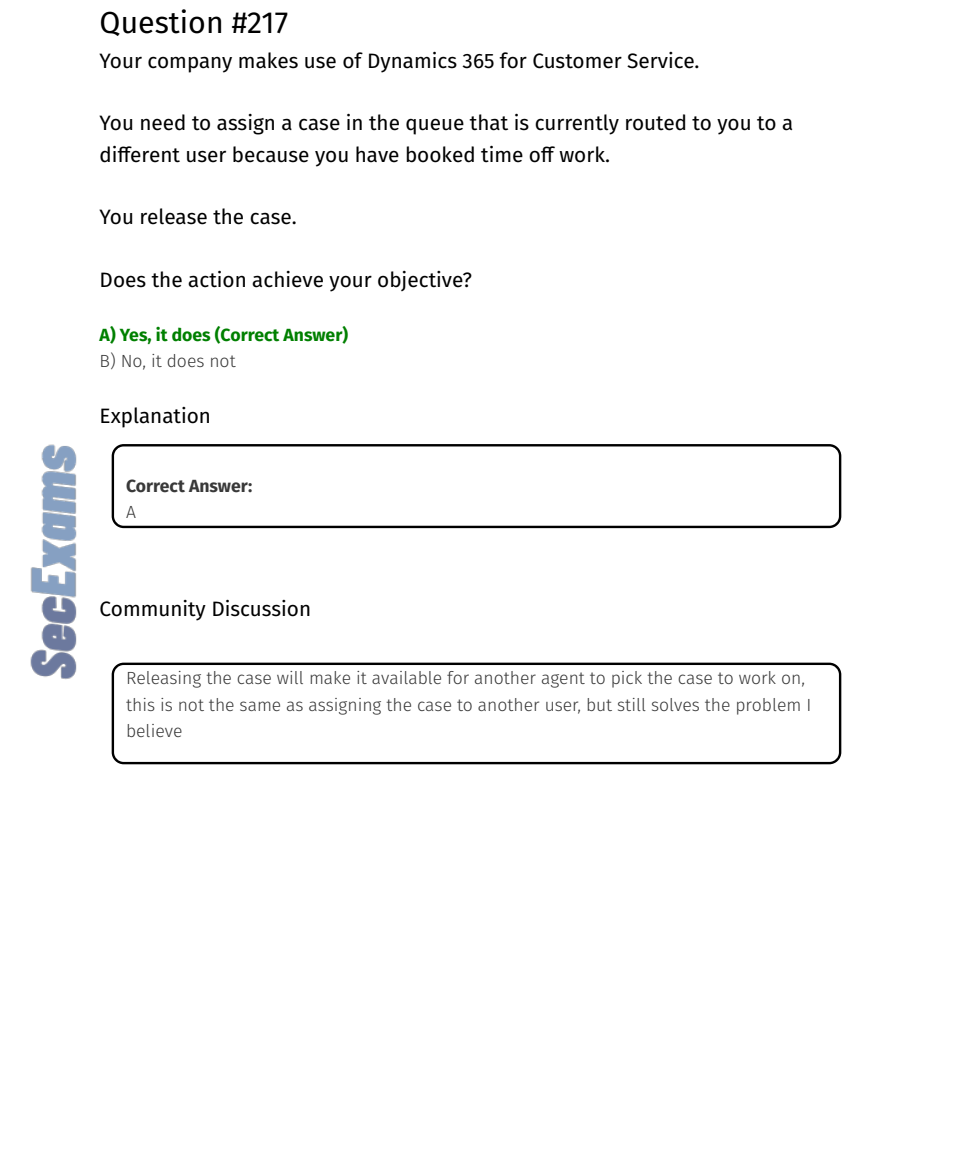 Question #217
Your company makes use of Dynamics 365 for Customer Service.
You need to assign a case in the queue that is currently routed to you to a
different user because you have booked time off work.
You release the case.
Does the action achieve your objective?
A) Yes, it does (Correct Answer)
B) No, it does not
Explanation
Correct Answer:
A
SecExams
Community Discussion
Releasing the case will make it available for another agent to pick the case to work on,
this is not the same as assigning the case to another user, but still solves the problem I
believe